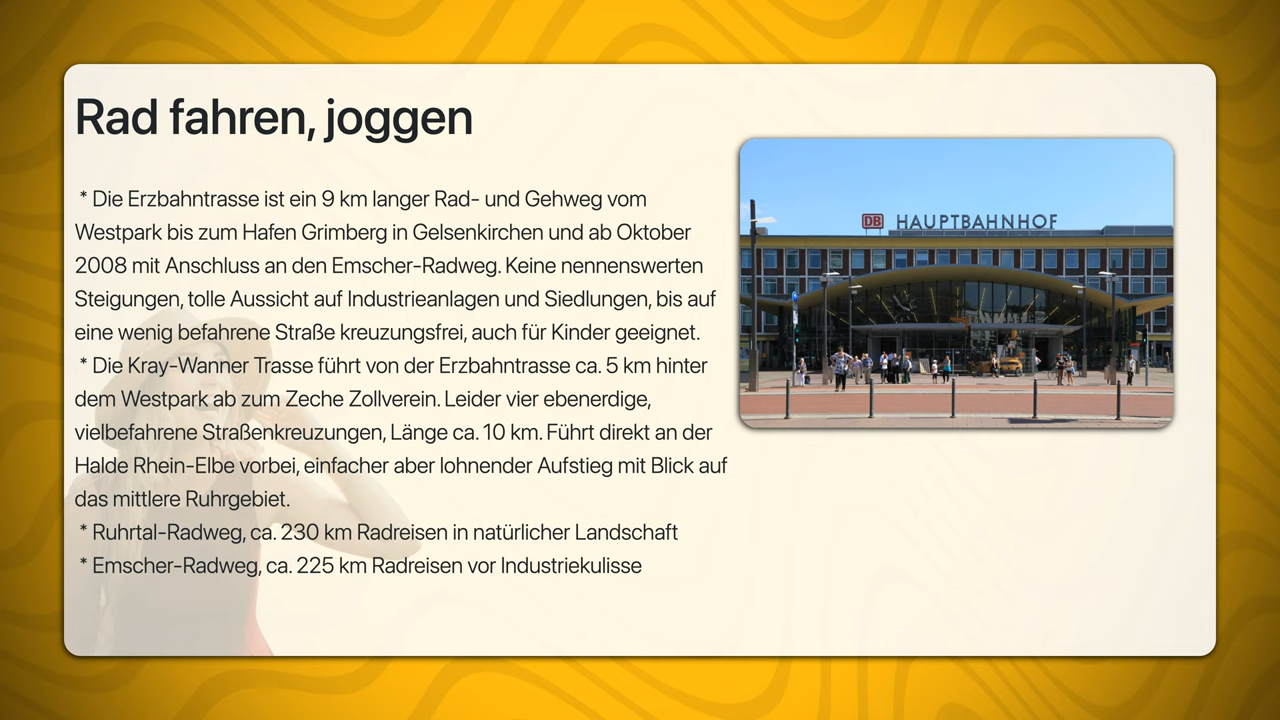 Rad fahren, joggen
* Die Erzbahntrasse ist ein 9 km langer Rad- und Gehweg vom
Westpark bis zum Hafen Grimberg in Gelsenkirchen und ab Oktober
2008 mit Anschluss an den Emscher-Radweg. Keine nennenswerten
Steigungen, tolle Aussicht auf Industrieanlagen und Siedlungen, bis auf
eine wenig befahrene Straße kreuzungsfrei, auch für Kinder geeignet.
* Die Kray-Wanner Trasse führt von der Erzbahntrasse ca. 5 km hinter
dem Westpark ab zum Zeche Zollverein. Leider vier ebenerdige,
vielbefahrene Straßenkreuzungen, Länge ca. 10 km. Führt direkt an der
Halde Rhein-Elbe vorbei, einfacher aber lohnender Aufstieg mit Blick auf
das mittlere Ruhrgebiet.
* Ruhrtal-Radweg, ca. 230 km Radreisen in natürlicher Landschaft
* Emscher-Radweg, ca. 225 km Radreisen vor Industriekulisse
DB HAUPTBAHNHOF